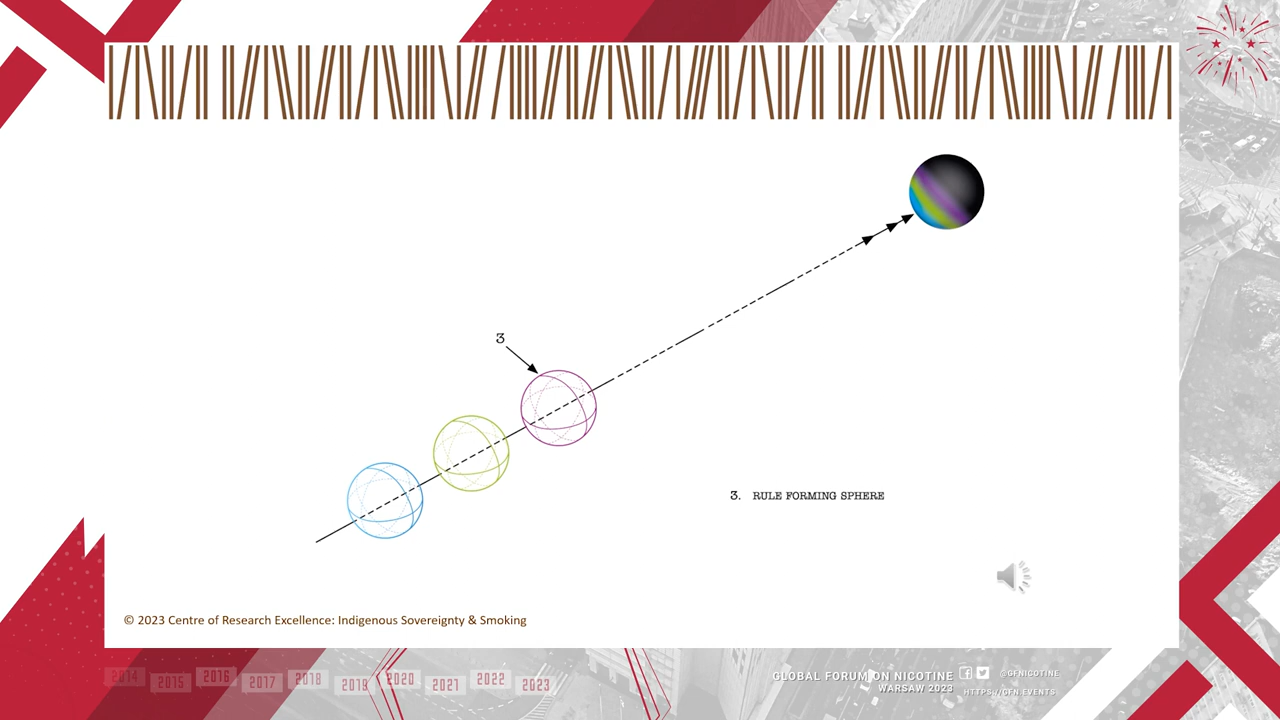 3
3. RULE FORMING SPHERE
© 2023 Centre of Research Excellence: Indigenous Sovereignty & Smoking
2014 2015 2016 2017 2018 2019 2020 2021 2022 2023
GLOBAL FORUM ON NICOTINE
WARSAW 2023
@GFNICOTINE
HTTPS://GFN.EVENTS